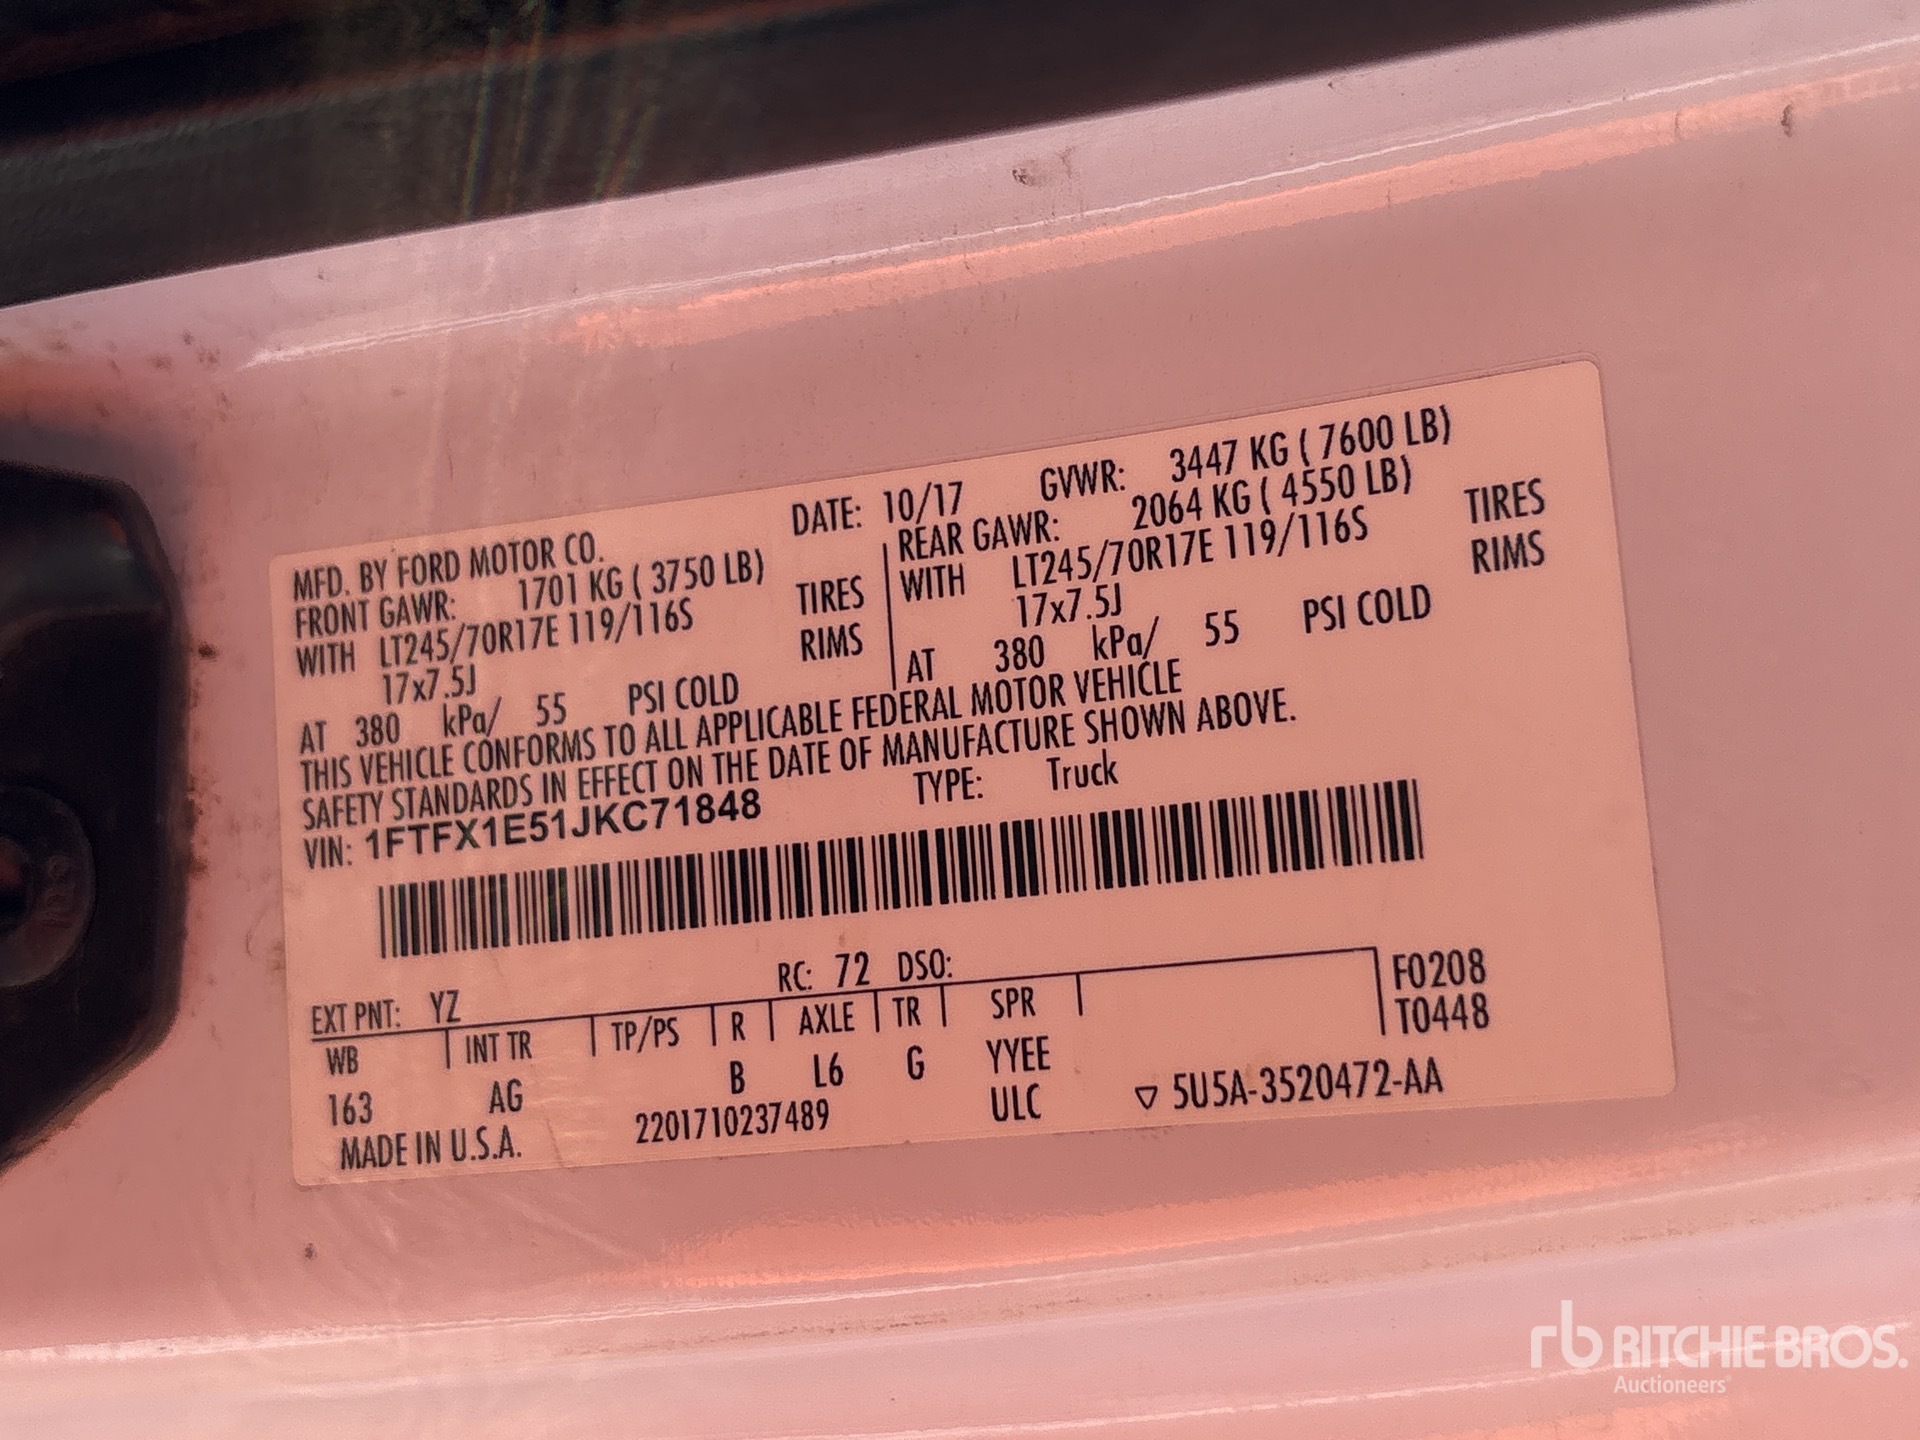 MFD. BY FORD MOTOR CO.
DATE: 10/17 GVWR: 3447 KG ( 7600 LB)
FRONT GAWR: 1701 KG ( 3750 LB)
WITH LT245/70R17E 119/116S TIRES
17x7.5J RIMS
AT 380 kPa/ 55 PSI COLD
REAR GAWR: 2064 KG ( 4550 LB)
WITH LT245/70R17E 119/116S TIRES
17x7.5J RIMS
AT 380 kPa/ 55 PSI COLD
THIS VEHICLE CONFORMS TO ALL APPLICABLE FEDERAL MOTOR VEHICLE
SAFETY STANDARDS IN EFFECT ON THE DATE OF MANUFACTURE SHOWN ABOVE.
VIN: 1FTFX1E51JKC71848 TYPE: Truck
EXT PNT: YZ RC: 72 DSO:
F0208
T0448
WB INT TR TP/PS R AXLE TR SPR
163 AG B L6 G YYEE
MADE IN U.S.A. 2201710237489 ULC ▽ 5U5A-3520472-AA
rb RITCHIE BROS.
Auctioneers